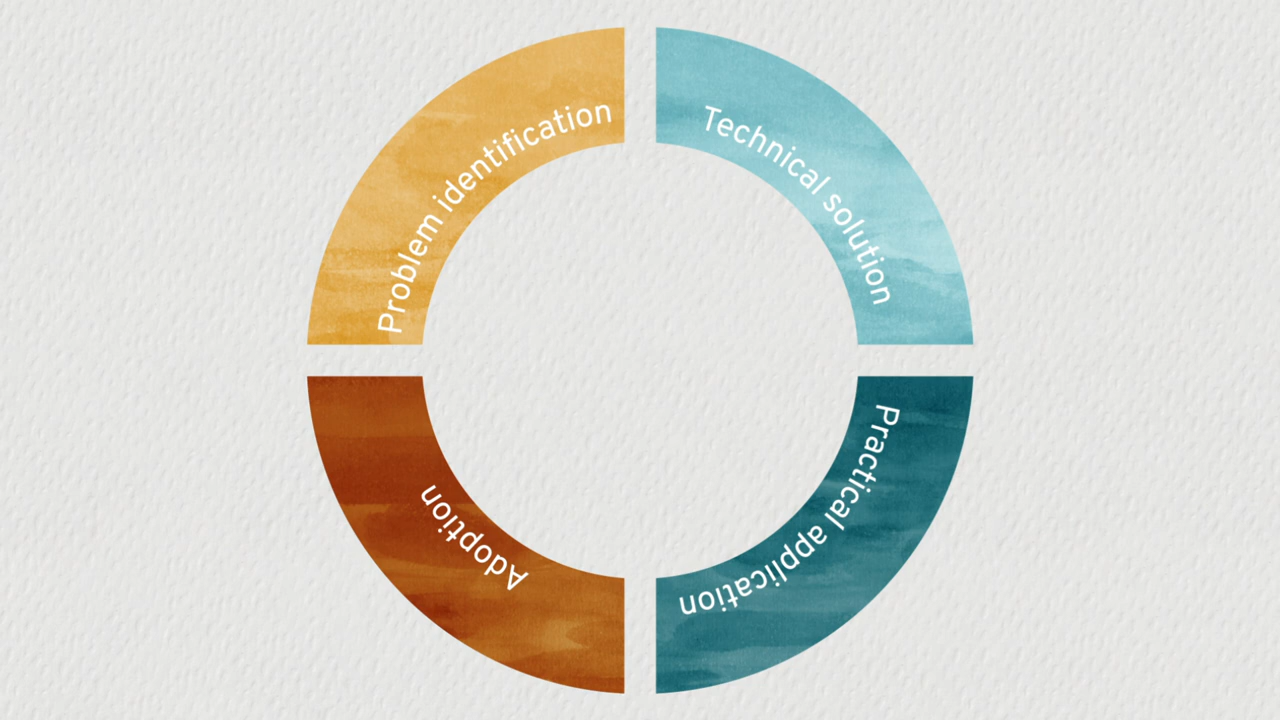 Problem identification
Technical solution
Practical application
Adoption